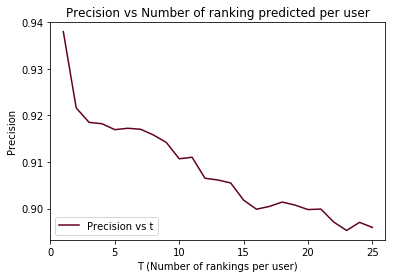 Precision vs Number of ranking predicted per user
0.94
0.93
0.92
0.91
0.90
Precision
Precision vs t
0 5 10 15 20 25
T (Number of rankings per user)